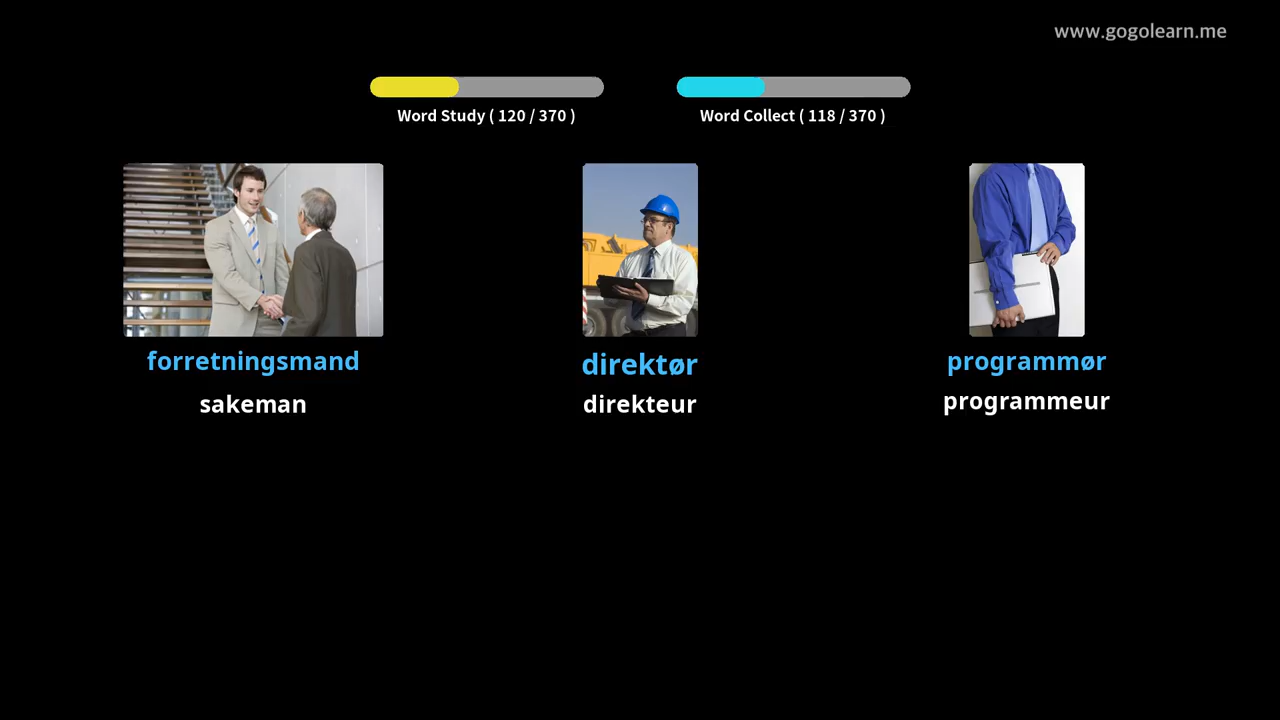 www.gogolearn.me
Word Study ( 120 / 370 )
Word Collect ( 118 / 370 )
forretningsmand
direktør
programmør
sakeman
direkteur
programmeur